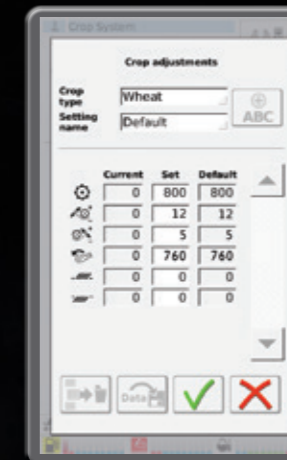 Crop System
Crop adjustments
Crop type Wheat
Setting name Default
ABC
Current Set Default
0 800 800
0 12 12
0 5 5
0 760 760
0 0 0
0 0 0
Data